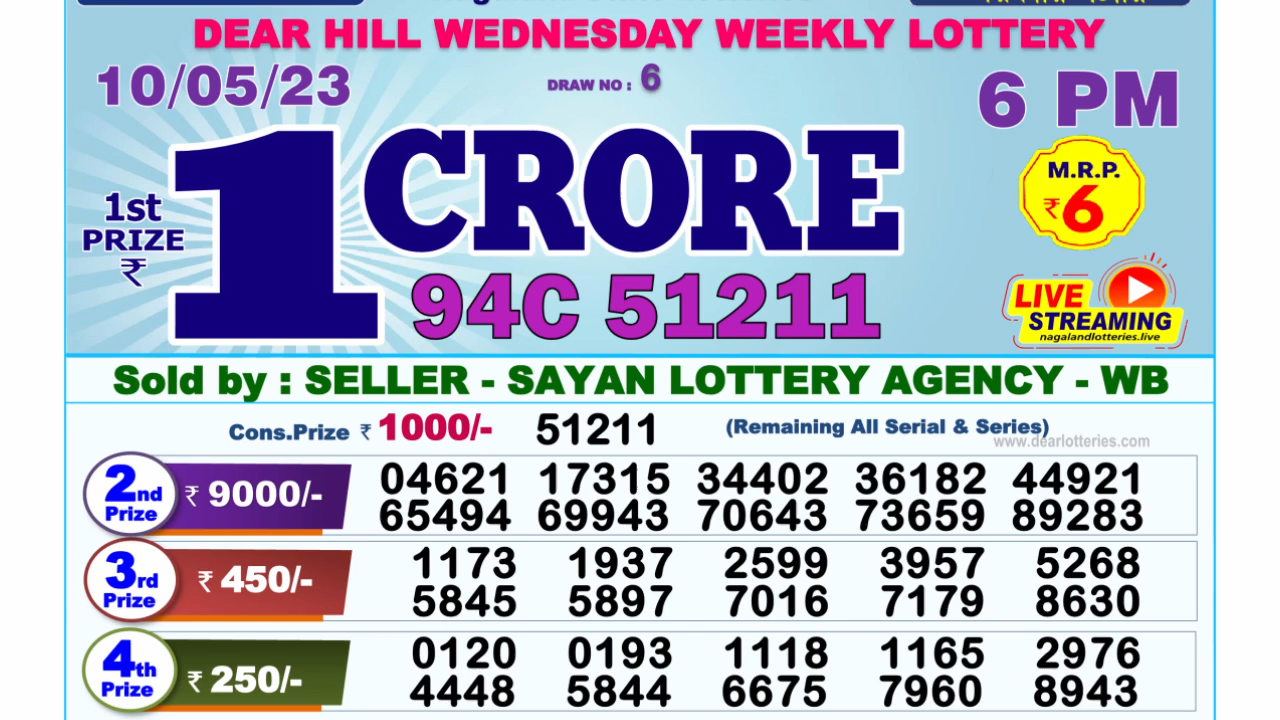 DEAR HILL WEDNESDAY WEEKLY LOTTERY
10/05/23
DRAW NO : 6
6 PM
1st
PRIZE
₹
1 CRORE
94C 51211
M.R.P.
₹6
LIVE
STREAMING
nagalandlotteries.live
Sold by : SELLER - SAYAN LOTTERY AGENCY - WB
Cons.Prize ₹ 1000/- 51211 (Remaining All Serial & Series)
www.dearlotteries.com
2nd Prize ₹ 9000/-
04621 17315 34402 36182 44921
65494 69943 70643 73659 89283
3rd Prize ₹ 450/-
1173 1937 2599 3957 5268
5845 5897 7016 7179 8630
4th Prize ₹ 250/-
0120 0193 1118 1165 2976
4448 5844 6675 7960 8943